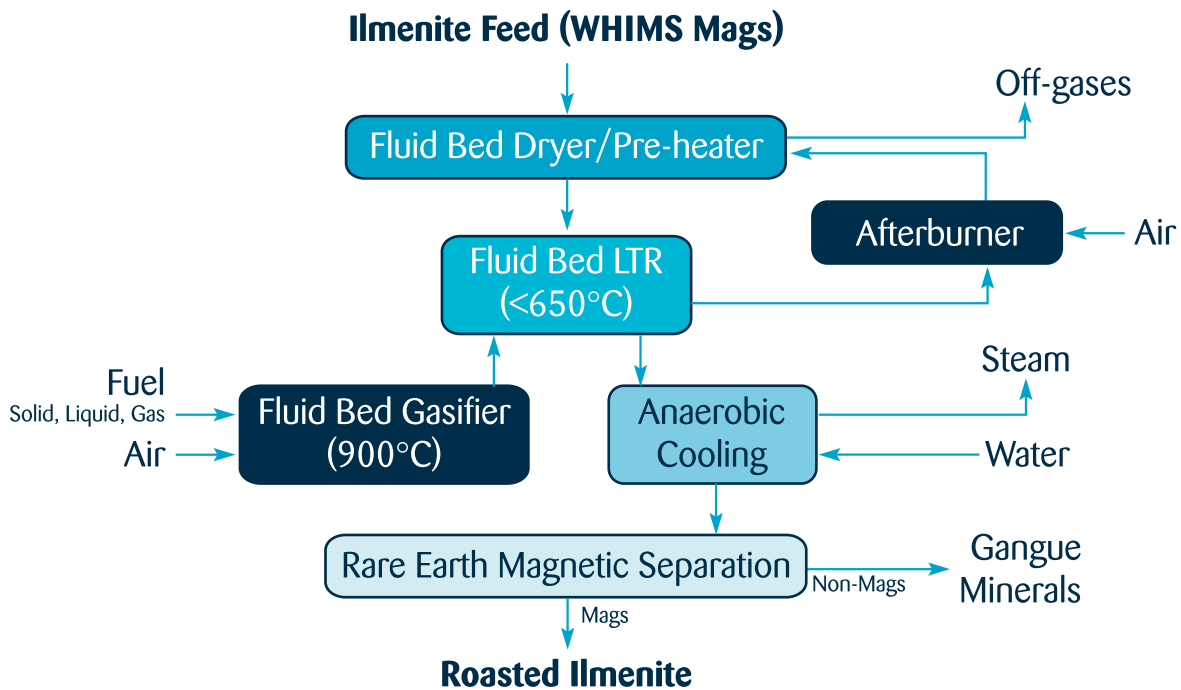 Ilmenite Feed (WHIMS Mags)
Off-gases
Fluid Bed Dryer/Pre-heater
Afterburner
Air
Fluid Bed LTR
(<650°C)
Steam
Fuel
Solid, Liquid, Gas
Air
Fluid Bed Gasifier
(900°C)
Anaerobic
Cooling
Water
Rare Earth Magnetic Separation
Non-Mags
Gangue
Minerals
Mags
Roasted Ilmenite